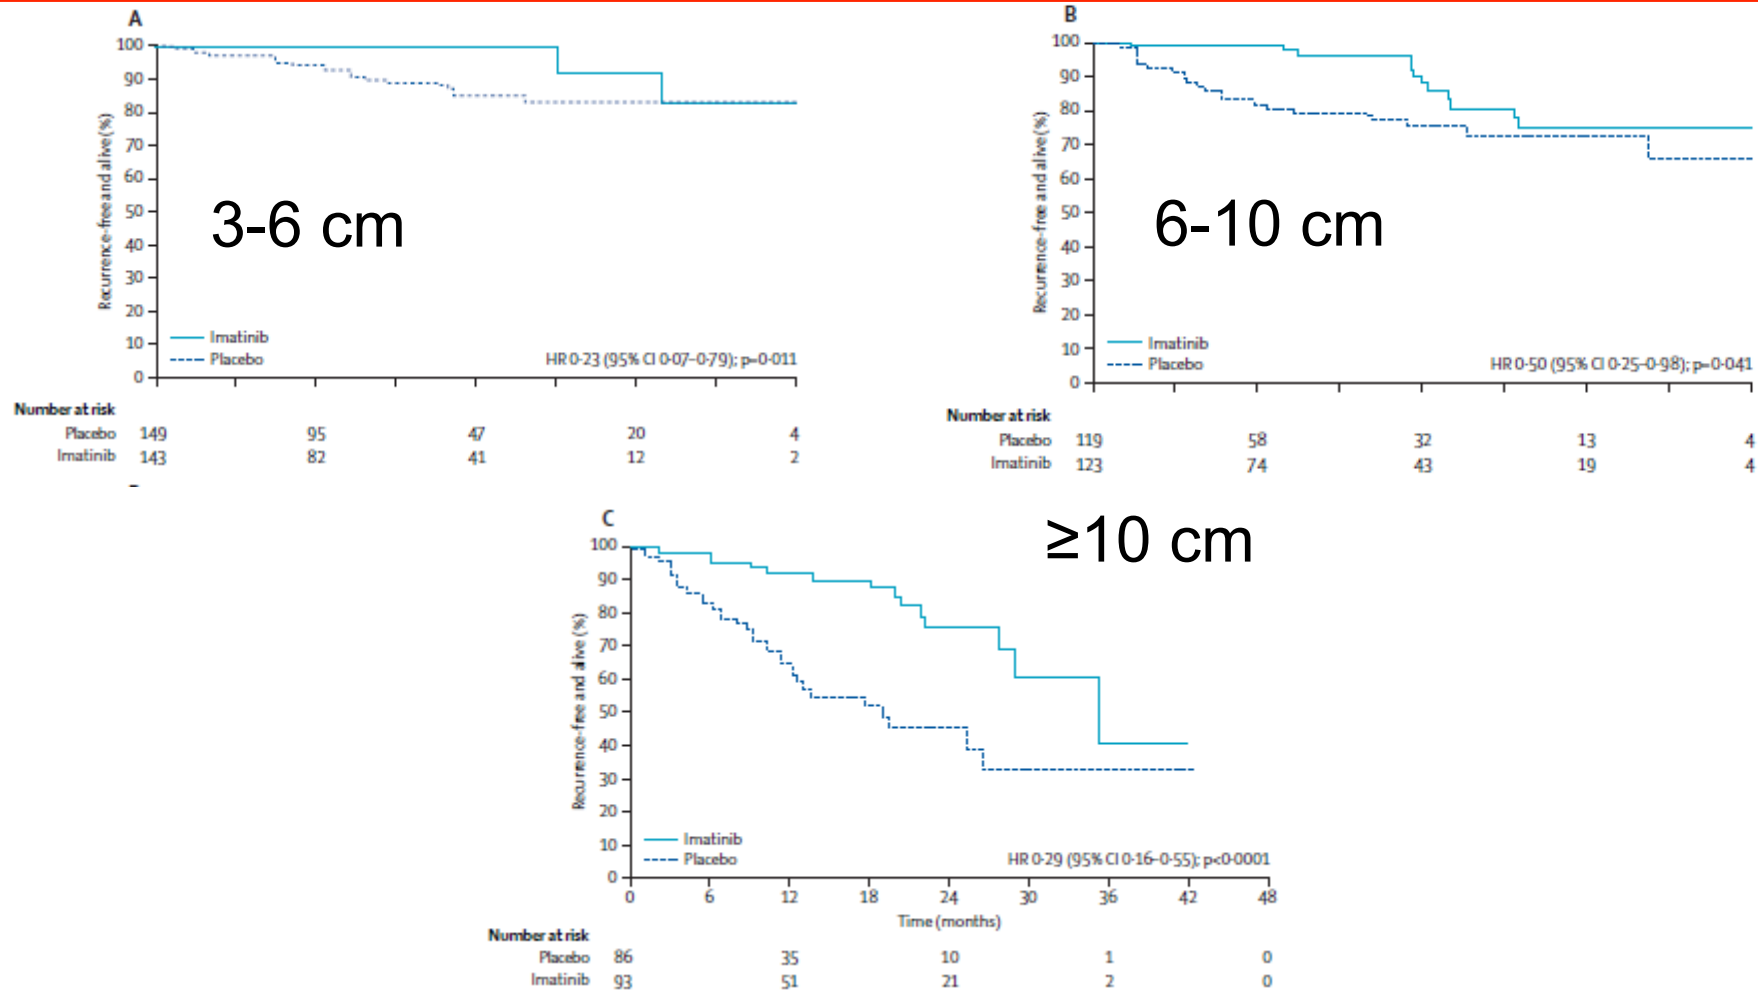 A
100
90
80
70
60
50
40
30
20
10
0
Recurrence-free and alive (%)
3-6 cm
Imatinib
Placebo
HR 0·23 (95% CI 0·07–0·79); p=0·011
Number at risk
Placebo 149 95 47 20 4
Imatinib 143 82 41 12 2
B
100
90
80
70
60
50
40
30
20
10
0
Recurrence-free and alive (%)
6-10 cm
Imatinib
Placebo
HR 0·50 (95% CI 0·25–0·98); p=0·041
Number at risk
Placebo 119 58 32 13 4
Imatinib 123 74 43 19 4
C
≥10 cm
100
90
80
70
60
50
40
30
20
10
0
Recurrence-free and alive (%)
Imatinib
Placebo
HR 0·29 (95% CI 0·16–0·55); p<0·0001
0 6 12 18 24 30 36 42 48
Time (months)
Number at risk
Placebo 86 35 10 1 0
Imatinib 93 51 21 2 0